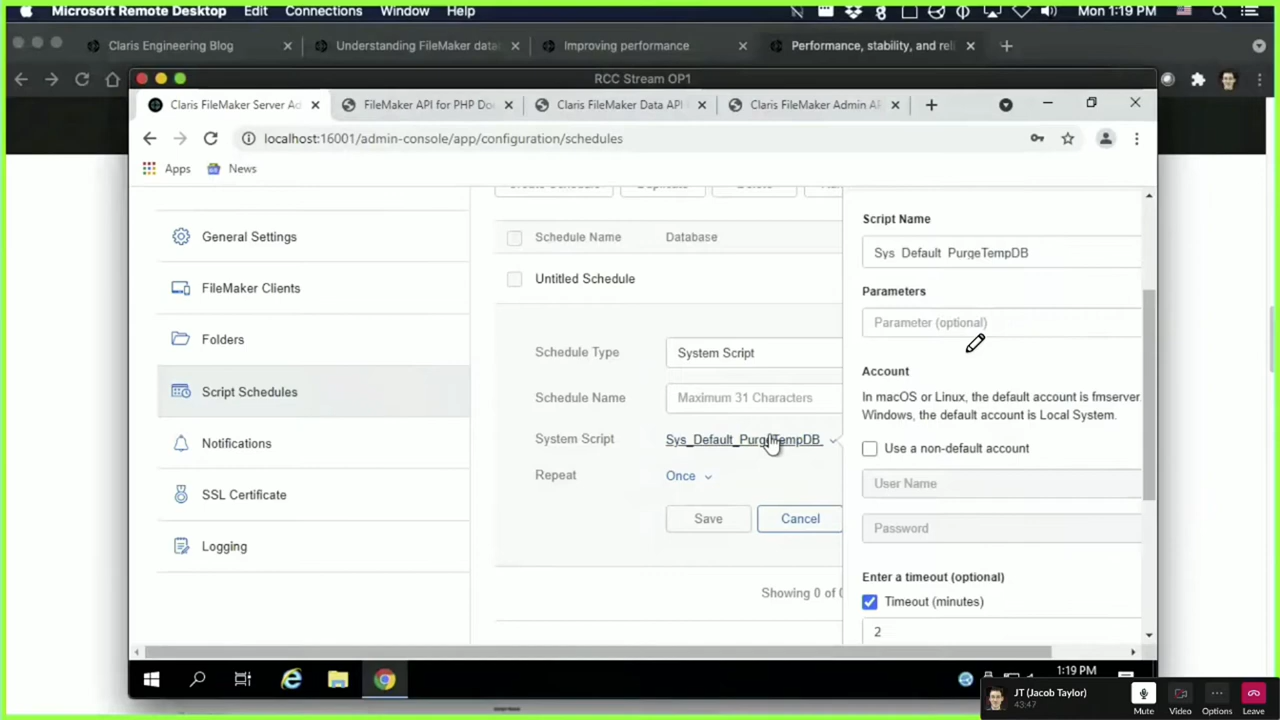 Microsoft Remote Desktop Edit Connections Window Help Mon 1:19 PM
Claris Engineering Blog Understanding FileMaker data Improving performance Performance, stability, and reli
RCC Stream OP1
Claris FileMaker Server Ad FileMaker API for PHP Do Claris FileMaker Data API Claris FileMaker Admin A
localhost:16001/admin-console/app/configuration/schedules
Apps News
General Settings
FileMaker Clients
Folders
Script Schedules
Notifications
SSL Certificate
Logging
Schedule Name Database
Untitled Schedule
Schedule Type System Script
Schedule Name Maximum 31 Characters
System Script Sys_Default_PurgeTempDB
Repeat Once
Save Cancel
Showing 0 of 0
Script Name
Sys_Default_PurgeTempDB
Parameters
Parameter (optional)
Account
In macOS or Linux, the default account is fmserver.
Windows, the default account is Local System.
Use a non-default account
User Name
Password
Enter a timeout (optional)
Timeout (minutes)
2
1:19 PM
JT (Jacob Taylor)
43:47
Mute Video Options Leave